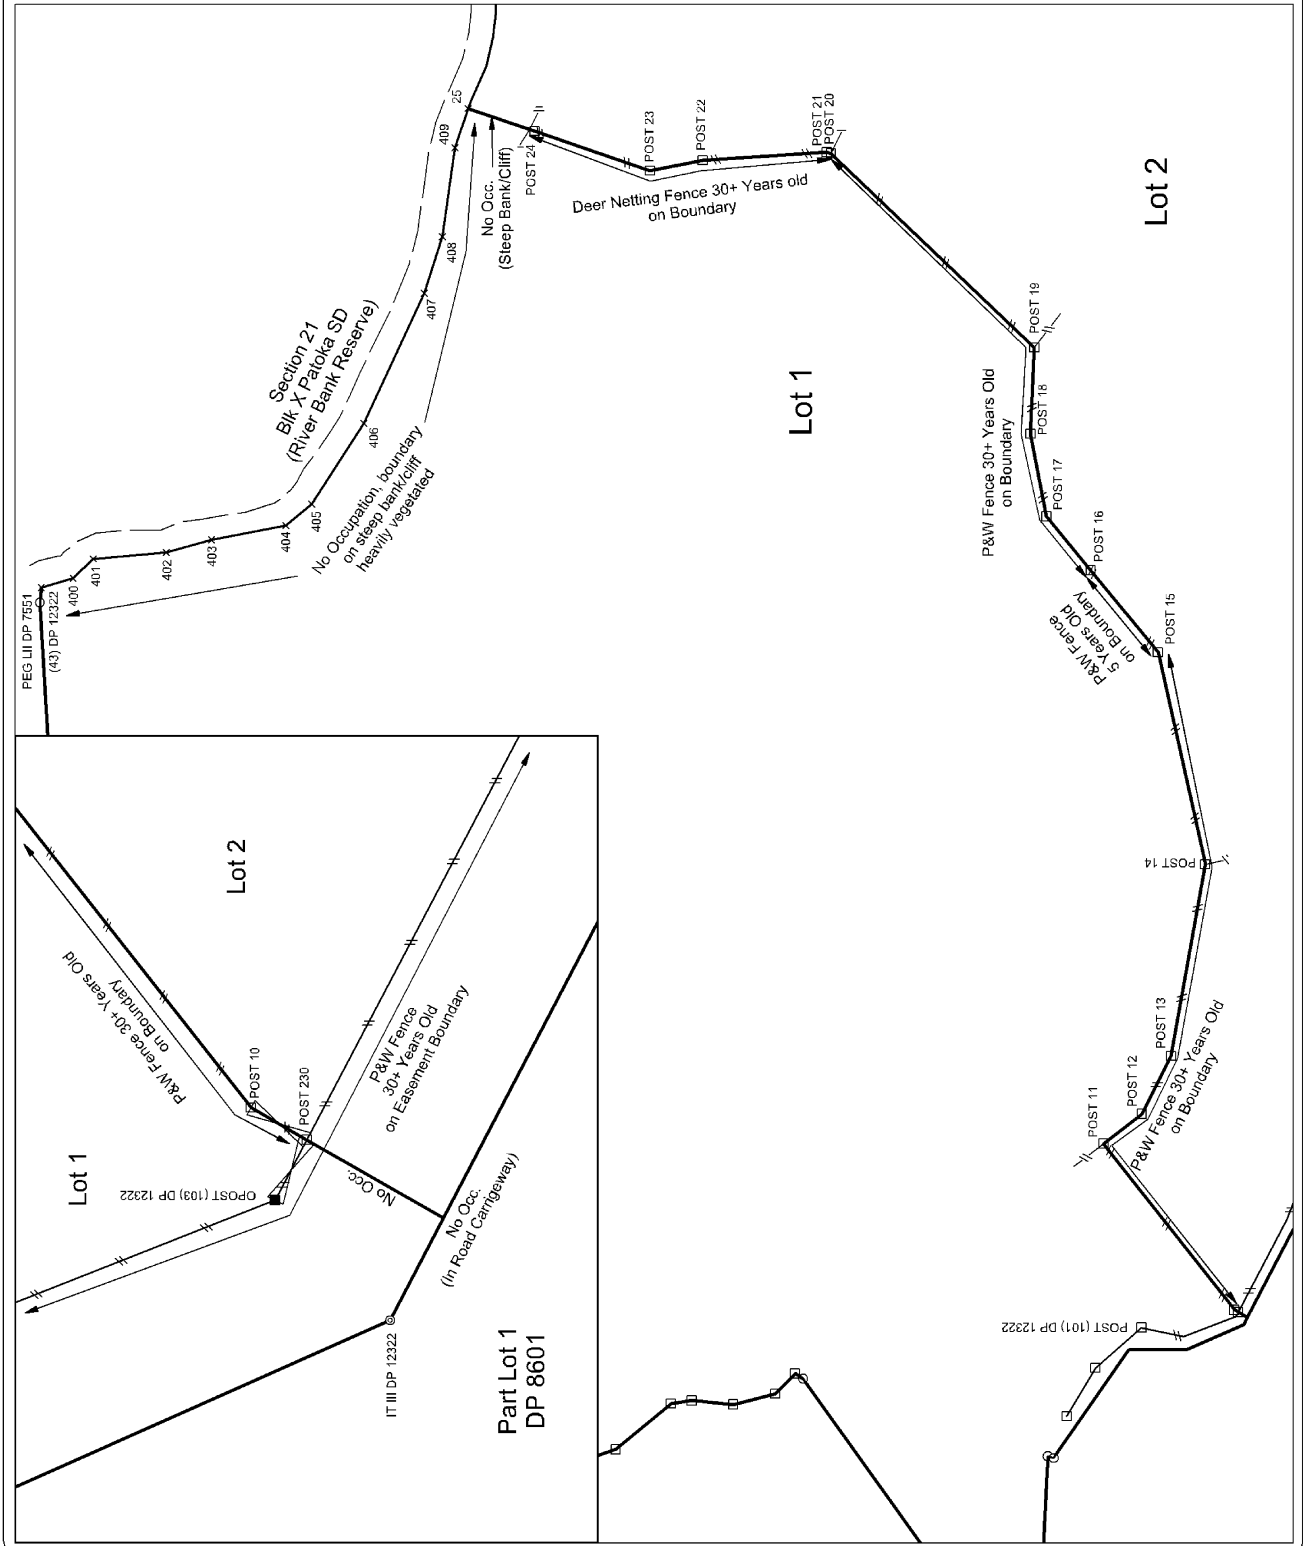 25
409
408
407
406
405
404
403
402
401
400
PEG LII DP 7551
(43) DP 12322
Section 21
Blk X Patoka SD
(River Bank Reserve)
No Occupation, boundary
on steep bank/cliff
heavily vegetated
No Occ.
(Steep Bank/Cliff)
POST 24
POST 23
POST 22
POST 21
POST 20
Deer Netting Fence 30+ Years old
on Boundary
Lot 2
Lot 1
POST 19
POST 18
POST 17
POST 16
POST 15
P&W Fence 30+ Years Old
on Boundary
P&W Fence
5 Years Old
on Boundary
POST 14
POST 13
POST 12
POST 11
P&W Fence 30+ Years Old
on Boundary
POST (101) DP 12322
Lot 2
P&W Fence 30+ Years Old
on Boundary
POST 10
POST 230
Lot 1
OPOST (103) DP 12322
P&W Fence
30+ Years Old
on Easement Boundary
No Occ.
No Occ.
(In Road Carrigeway)
IT III DP 12322
Part Lot 1
DP 8601